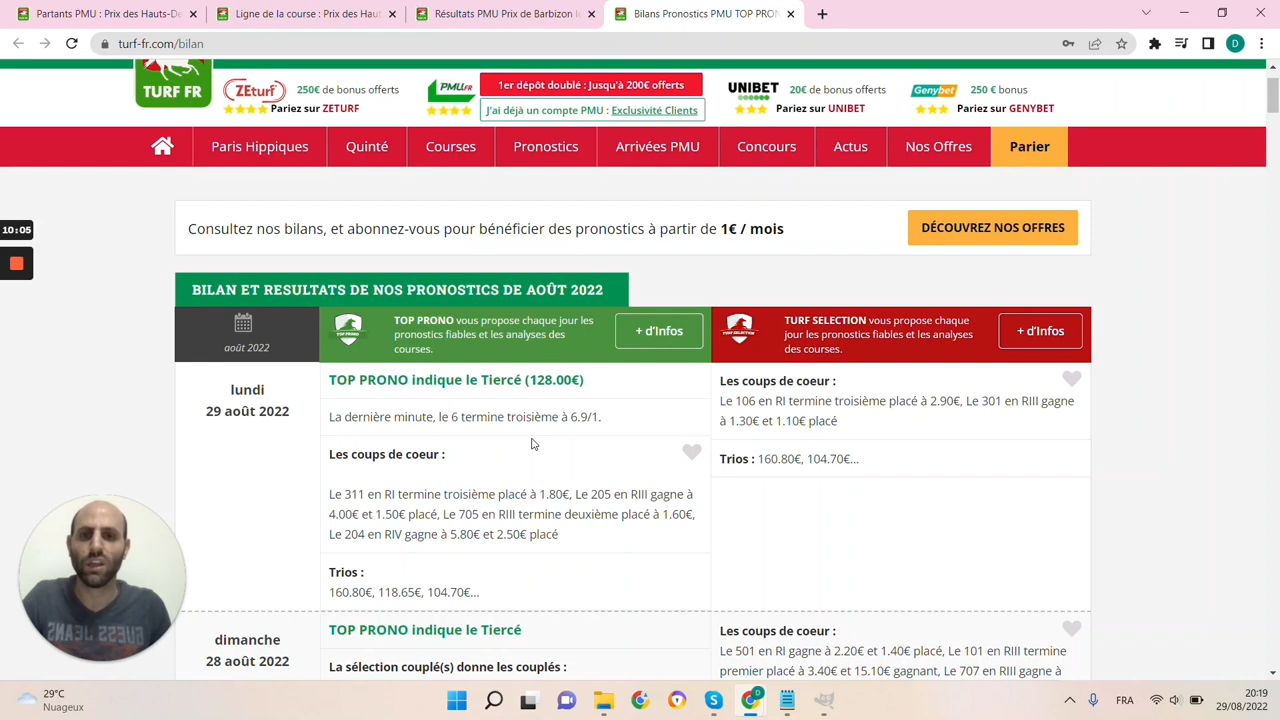 Partants PMU : Prix des Hauts-De
Ligne de la course : Prix des Haut
Résultats PMU Prix de Barbizon
Bilans Pronostics PMU TOP PRON
turf-fr.com/bilan
D
TURF FR
ZEturf
250€ de bonus offerts
Pariez sur ZETURF
PMU.FR
1er dépôt doublé : Jusqu'à 200€ offerts
J'ai déjà un compte PMU : Exclusivité Clients
UNIBET
20€ de bonus offerts
Pariez sur UNIBET
Genybet
250 € bonus
Pariez sur GENYBET
Paris Hippiques
Quinté
Courses
Pronostics
Arrivées PMU
Concours
Actus
Nos Offres
Parier
10:05
Consultez nos bilans, et abonnez-vous pour bénéficier des pronostics à partir de 1€ / mois
DÉCOUVREZ NOS OFFRES
BILAN ET RESULTATS DE NOS PRONOSTICS DE AOÛT 2022
août 2022
TOP PRONO
TOP PRONO vous propose chaque jour les
pronostics fiables et les analyses des
courses.
+ d'Infos
TURF SELECTION
TURF SELECTION vous propose chaque
jour les pronostics fiables et les analyses
des courses.
+ d'Infos
lundi
29 août 2022
TOP PRONO indique le Tiercé (128.00€)
La dernière minute, le 6 termine troisième à 6.9/1.
Les coups de coeur :
Le 311 en RI termine troisième placé à 1.80€, Le 205 en RIII gagne à
4.00€ et 1.50€ placé, Le 705 en RIII termine deuxième placé à 1.60€,
Le 204 en RIV gagne à 5.80€ et 2.50€ placé
Trios :
160.80€, 118.65€, 104.70€...
Les coups de coeur :
Le 106 en RI termine troisième placé à 2.90€, Le 301 en RIII gagne
à 1.30€ et 1.10€ placé
Trios : 160.80€, 104.70€...
dimanche
28 août 2022
TOP PRONO indique le Tiercé
La sélection couplé(s) donne les couplés :
Les coups de coeur :
Le 501 en RI gagne à 2.20€ et 1.40€ placé, Le 101 en RIII termine
premier placé à 3.40€ et 15.10€ gagnant, Le 707 en RIII gagne à
GUESS JEANS
29°C
Nuageux
FRA
20:19
29/08/2022